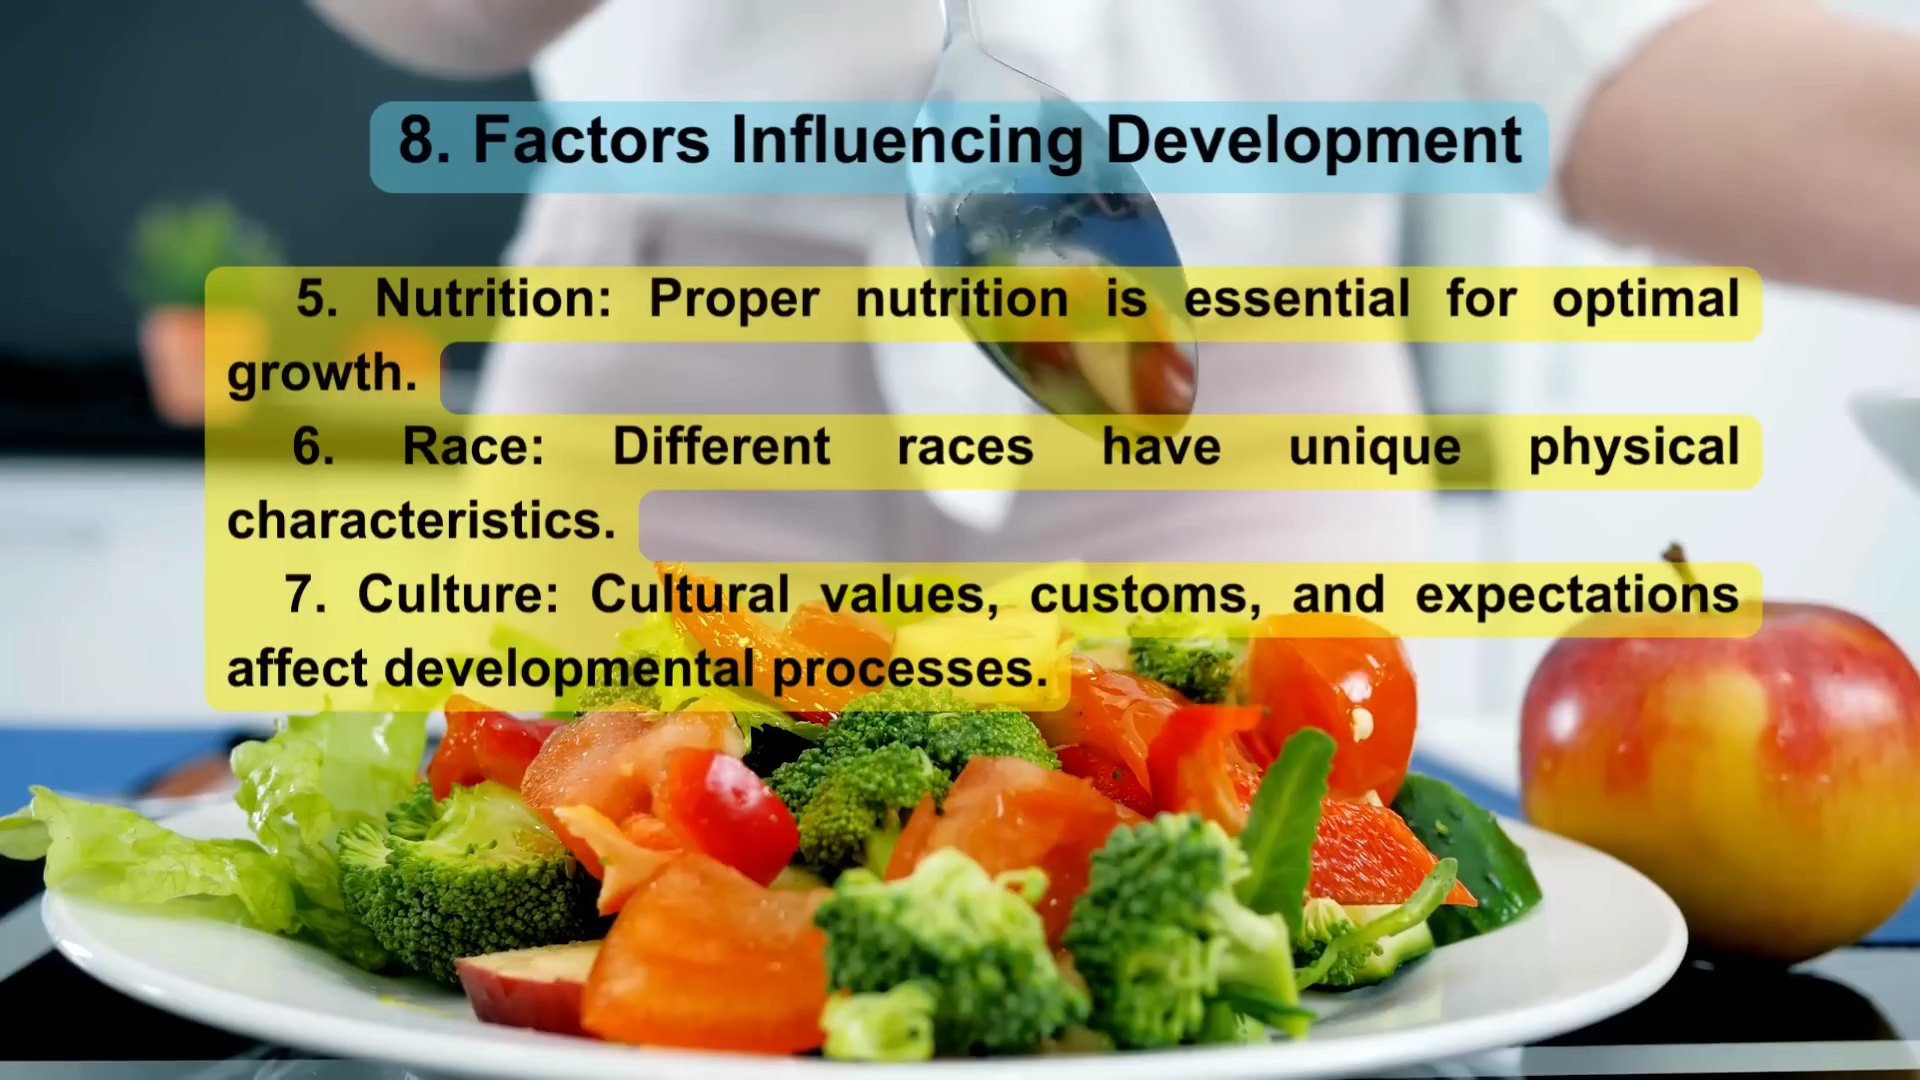 8. Factors Influencing Development
5. Nutrition: Proper nutrition is essential for optimal
growth.
6. Race: Different races have unique physical
characteristics.
7. Culture: Cultural values, customs, and expectations
affect developmental processes.